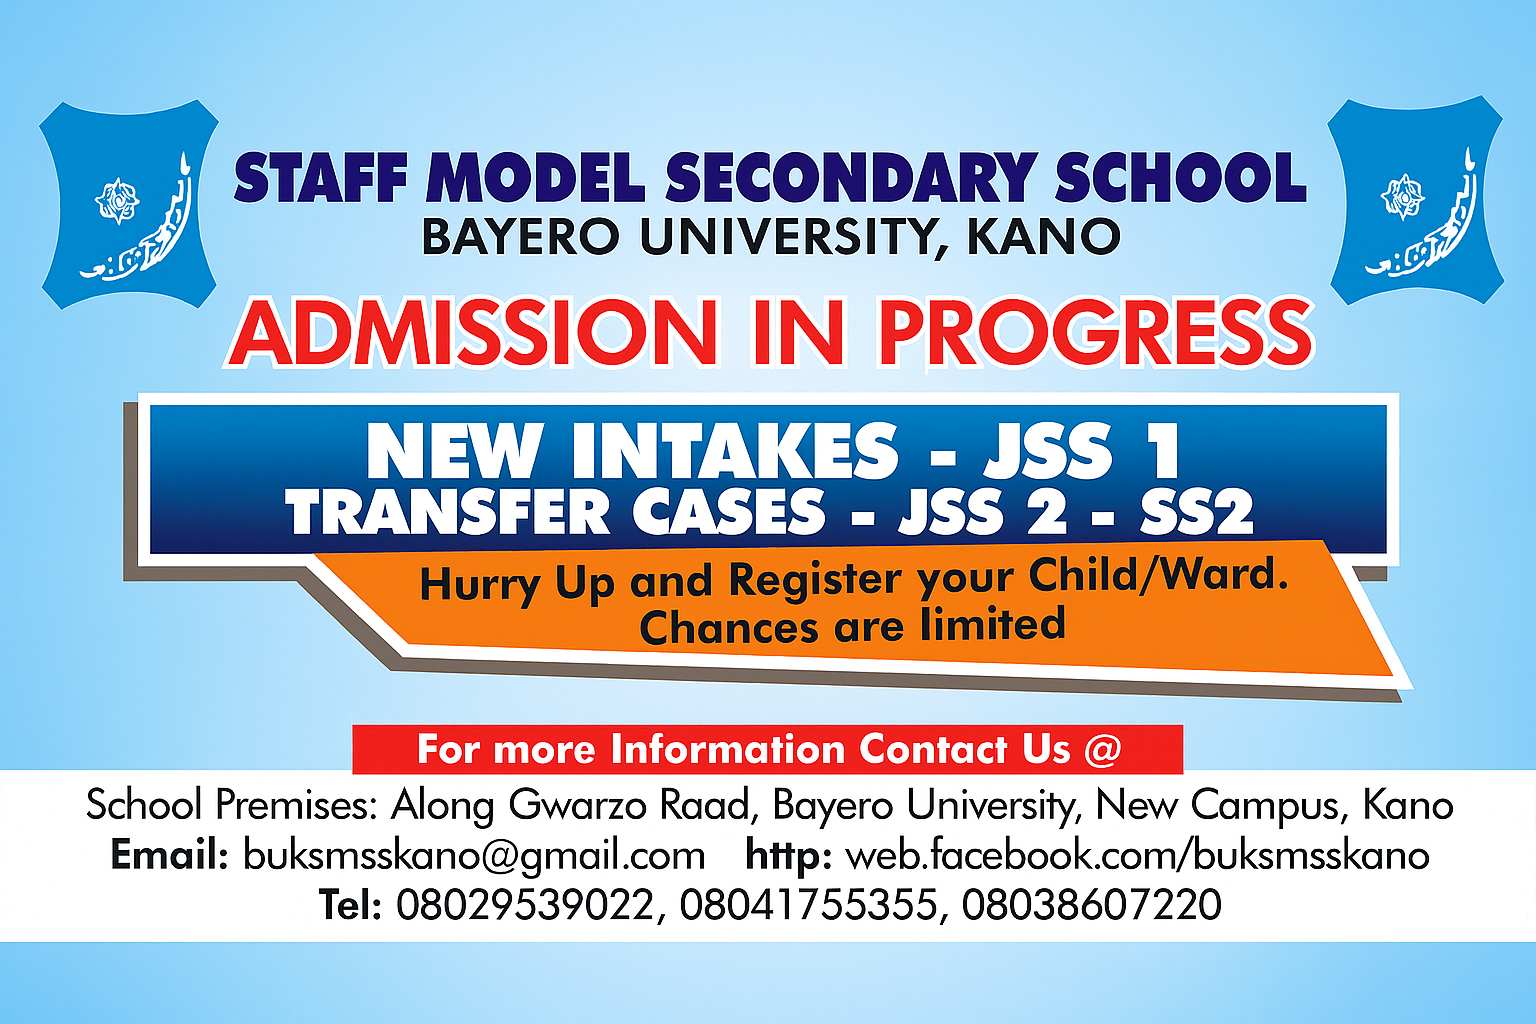 STAFF MODEL SECONDARY SCHOOL
BAYERO UNIVERSITY, KANO
ADMISSION IN PROGRESS
NEW INTAKES - JSS 1
TRANSFER CASES - JSS 2 - SS2
Hurry Up and Register your Child/Ward.
Chances are limited
For more Information Contact Us @
School Premises: Along Gwarzo Raad, Bayero University, New Campus, Kano
Email: buksmsskano@gmail.com http: web.facebook.com/buksmsskano
Tel: 08029539022, 08041755355, 08038607220